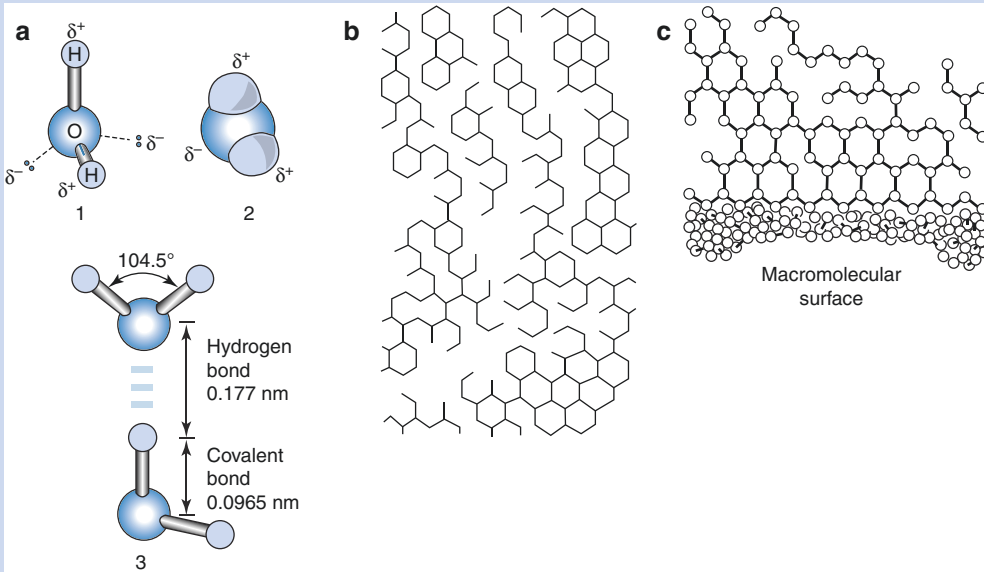 a
δ+
H
O
δ−
δ−
H
δ+
1
δ+
δ−
δ+
2
104.5°
Hydrogen
bond
0.177 nm
Covalent
bond
0.0965 nm
3
b
c
Macromolecular
surface